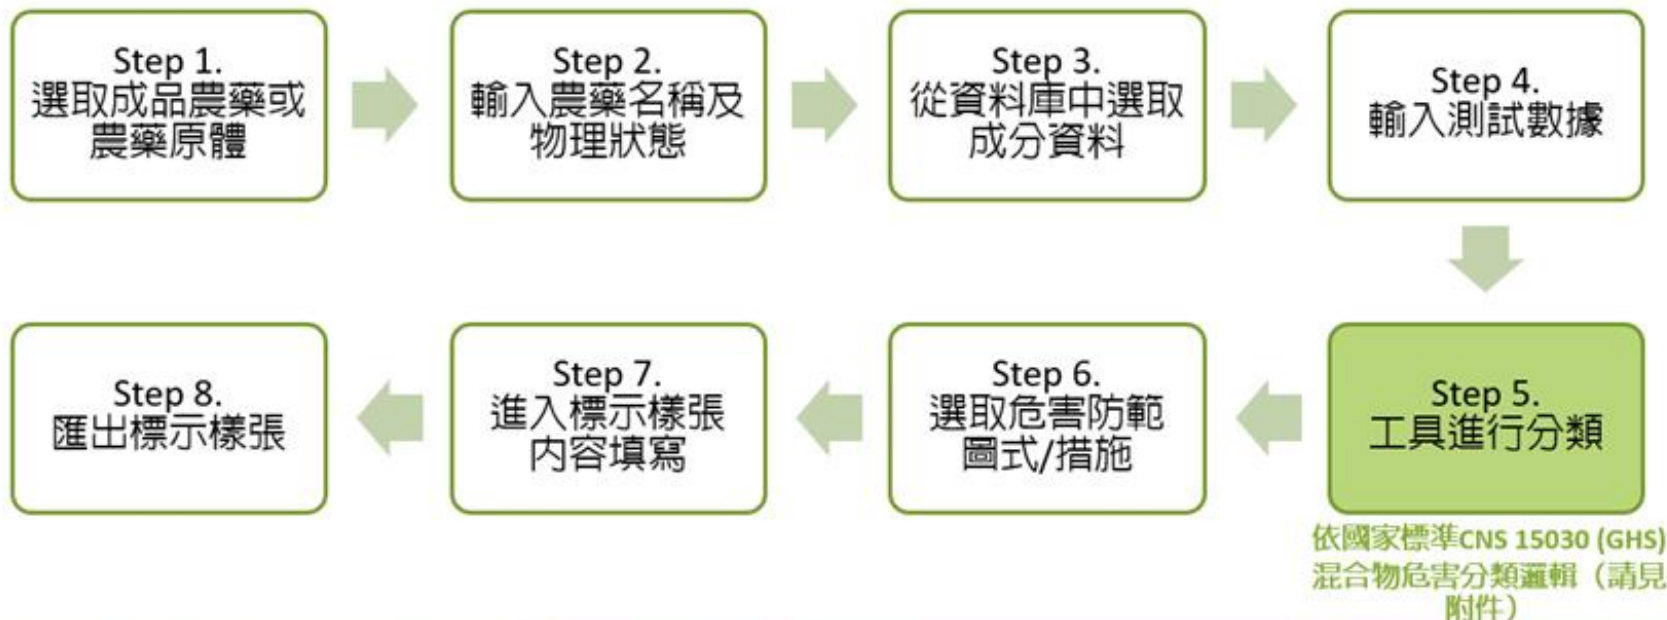 Step 1.
選取成品農藥或
農藥原體
Step 2.
輸入農藥名稱及
物理狀態
Step 3.
從資料庫中選取
成分資料
Step 4.
輸入測試數據
Step 5.
工具進行分類
依國家標準CNS 15030 (GHS)
混合物危害分類邏輯（請見
附件）
Step 6.
選取危害防範
圖式/措施
Step 7.
進入標示樣張
內容填寫
Step 8.
匯出標示樣張